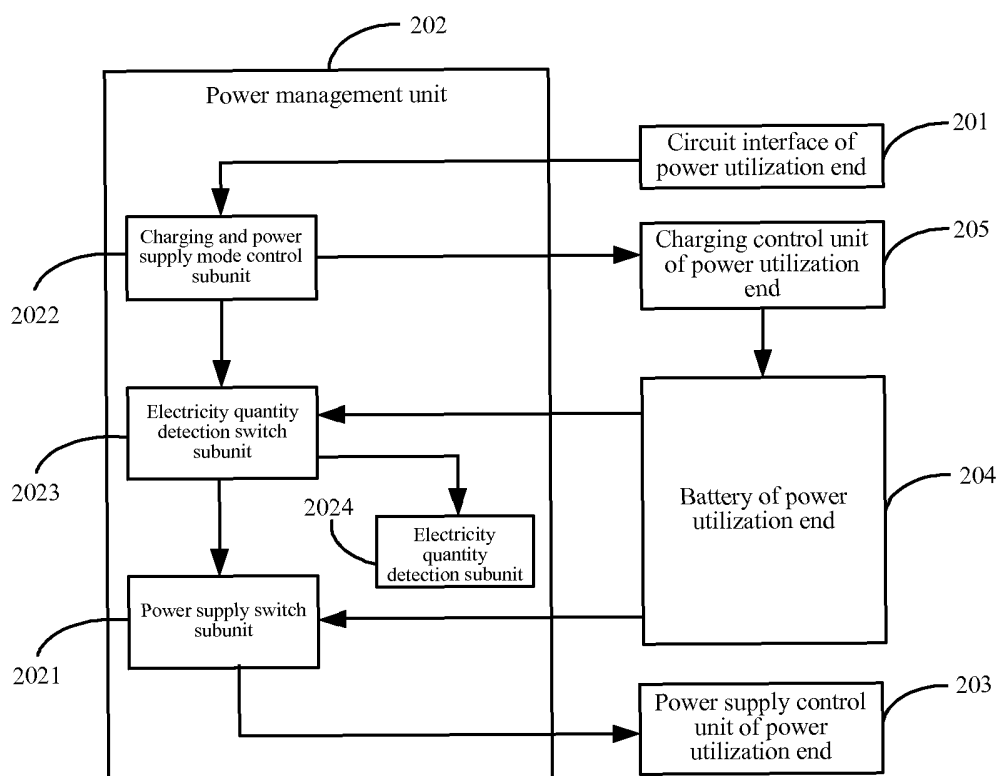 202
Power management unit
Circuit interface of
power utilization end
201
Charging and power
supply mode control
subunit
2022
Charging control unit
of power utilization
end
205
Electricity quantity
detection switch
subunit
2023
2024
Electricity
quantity
detection subunit
Battery of power
utilization end
204
Power supply switch
subunit
2021
Power supply control
unit of power
utilization end
203